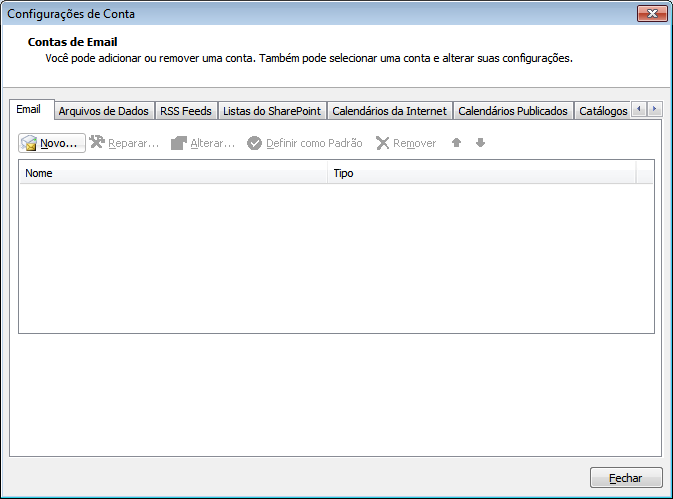 Configurações de Conta
Contas de Email
Você pode adicionar ou remover uma conta. Também pode selecionar uma conta e alterar suas configurações.
Email Arquivos de Dados RSS Feeds Listas do SharePoint Calendários da Internet Calendários Publicados Catálogos
Novo... Reparar... Alterar... Definir como Padrão Remover
Nome Tipo
Fechar